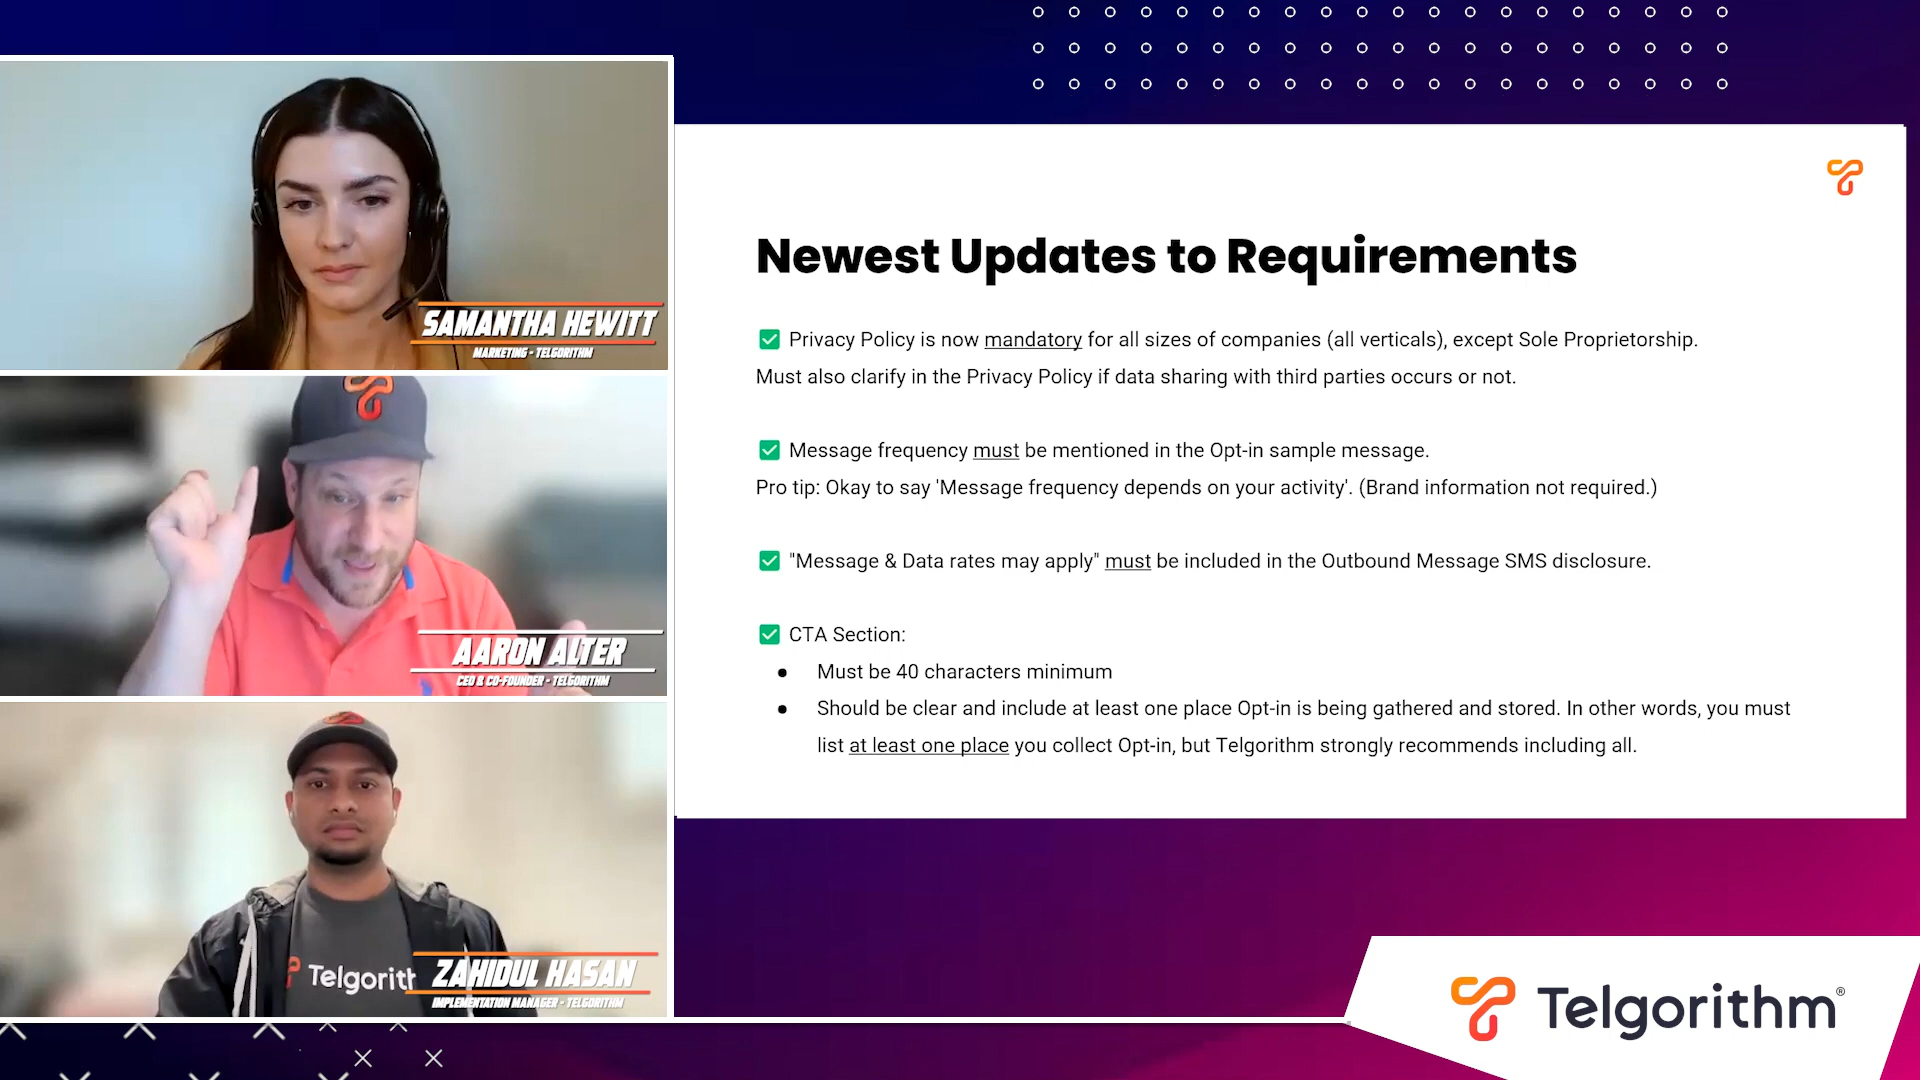 SAMANTHA HEWITT
MARKETING - TELGORITHM
AARON ALTER
CEO & CO-FOUNDER - TELGORITHM
Telgorith
ZAHIDUL HASAN
IMPLEMENTATION MANAGER - TELGORITHM
Newest Updates to Requirements
✅ Privacy Policy is now mandatory for all sizes of companies (all verticals), except Sole Proprietorship.
Must also clarify in the Privacy Policy if data sharing with third parties occurs or not.
✅ Message frequency must be mentioned in the Opt-in sample message.
Pro tip: Okay to say 'Message frequency depends on your activity'. (Brand information not required.)
✅ "Message & Data rates may apply" must be included in the Outbound Message SMS disclosure.
✅ CTA Section:
● Must be 40 characters minimum
● Should be clear and include at least one place Opt-in is being gathered and stored. In other words, you must
list at least one place you collect Opt-in, but Telgorithm strongly recommends including all.
Telgorithm®